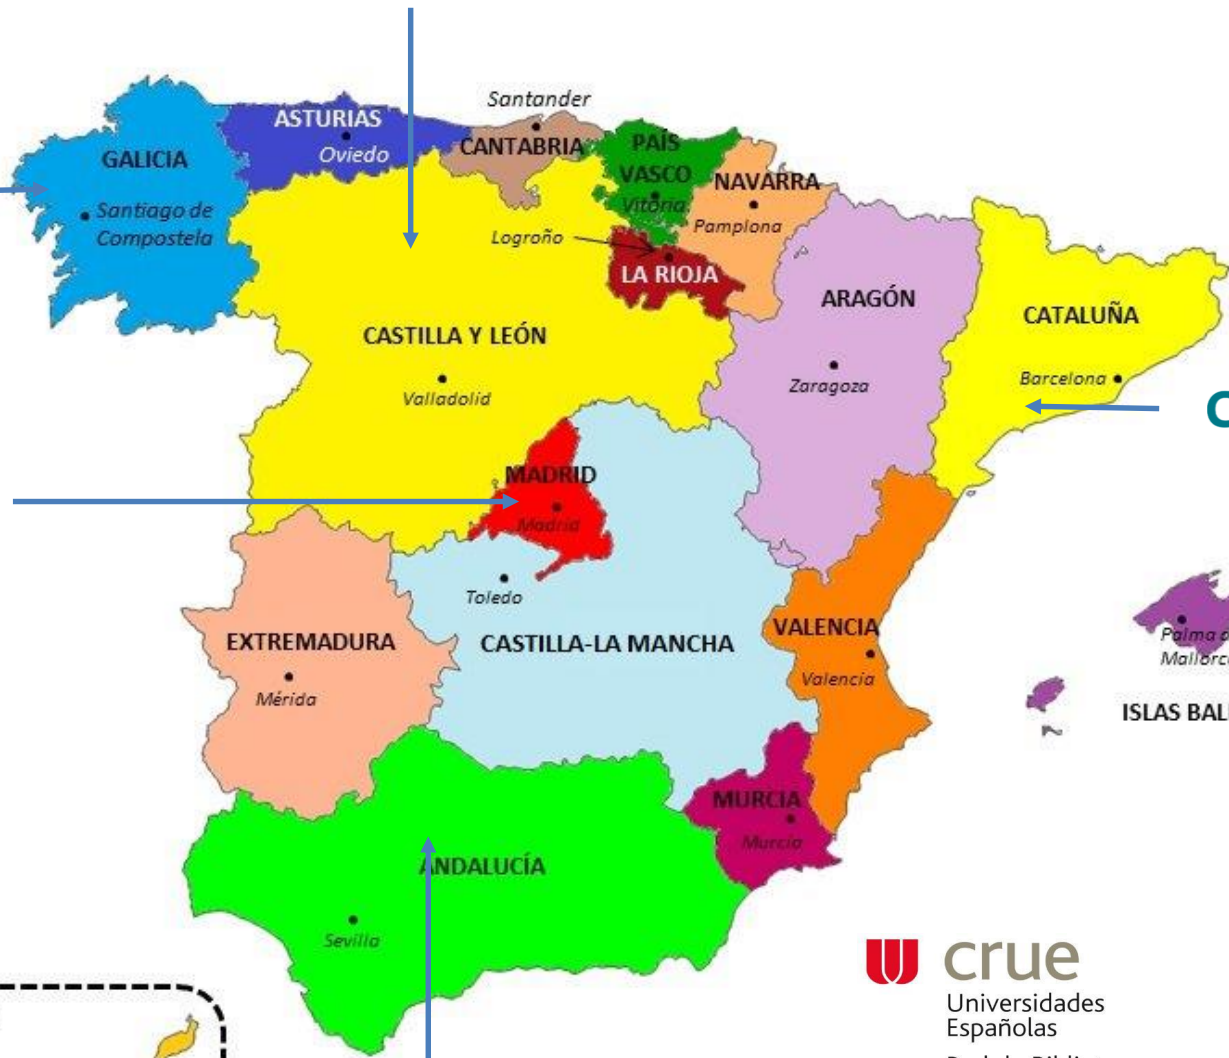 Santander
ASTURIAS
Oviedo
CANTABRIA
PAÍS
VASCO
Vitoria
GALICIA
NAVARRA
Santiago de
Compostela
Pamplona
Logroño
LA RIOJA
ARAGÓN
CATALUÑA
CASTILLA Y LEÓN
Zaragoza
Barcelona
Valladolid
MADRID
Madrid
Toledo
EXTREMADURA
CASTILLA-LA MANCHA
VALENCIA
Palma
Mérida
Valencia
ISLAS
MURCIA
Murcia
ANDALUCÍA
Sevilla
crue
Universidades
Españolas